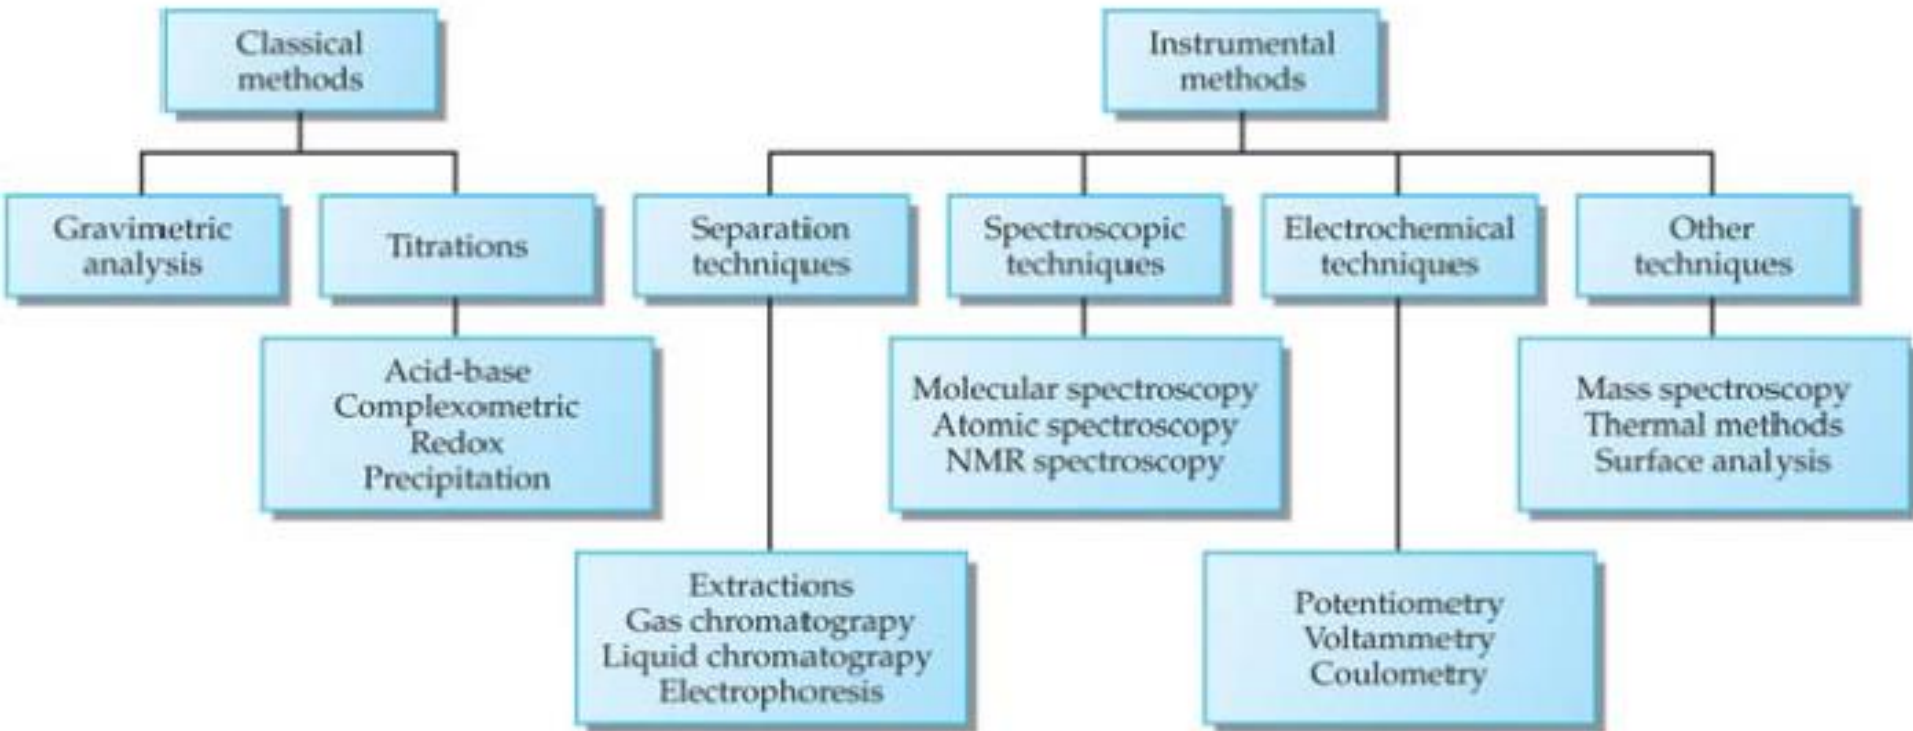 Classical
methods
Instrumental
methods
Gravimetric
analysis
Titrations
Separation
techniques
Spectroscopic
techniques
Electrochemical
techniques
Other
techniques
Acid-base
Complexometric
Redox
Precipitation
Molecular spectroscopy
Atomic spectroscopy
NMR spectroscopy
Mass spectroscopy
Thermal methods
Surface analysis
Extractions
Gas chromatograpy
Liquid chromatograpy
Electrophoresis
Potentiometry
Voltammetry
Coulometry